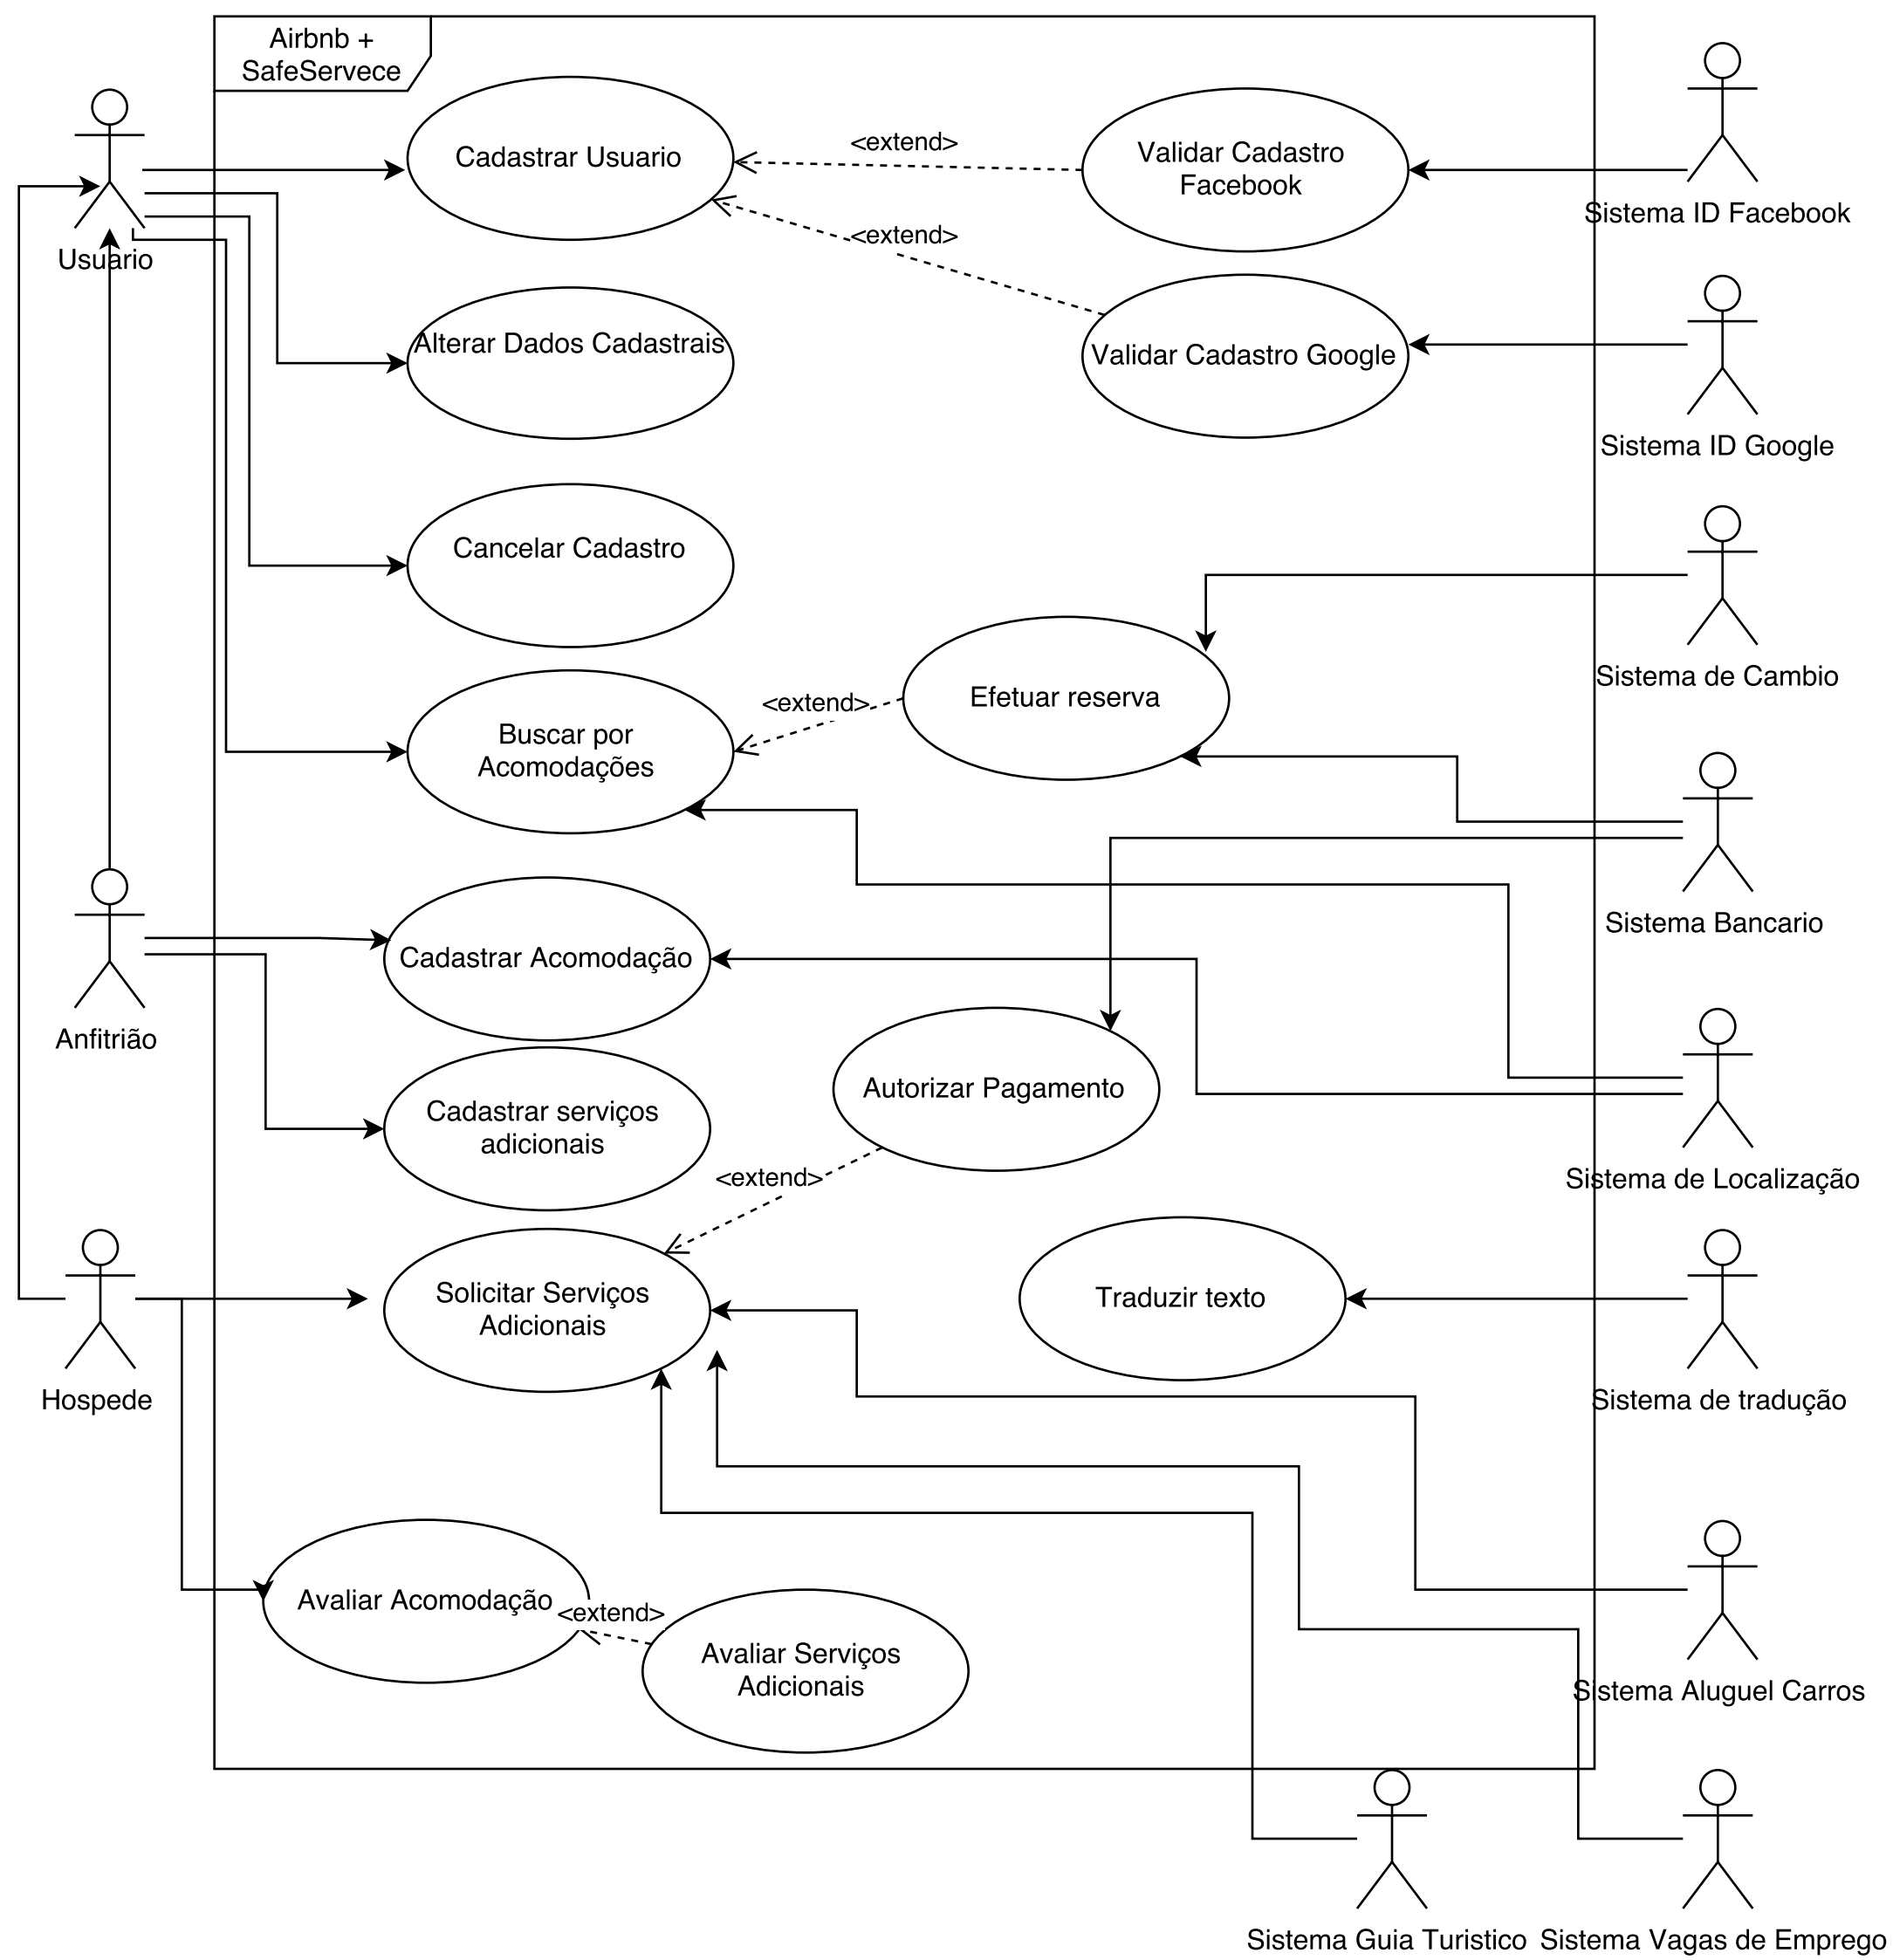 Airbnb +
SafeServece
Cadastrar Usuario
<extend>
Validar Cadastro
Facebook
Sistema ID Facebook
Usuario
<extend>
Alterar Dados Cadastrais
Validar Cadastro Google
Sistema ID Google
Cancelar Cadastro
Sistema de Cambio
Efetuar reserva
<extend>
Buscar por
Acomodações
Sistema Bancario
Cadastrar Acomodação
Anfitrião
Autorizar Pagamento
Cadastrar serviços
adicionais
<extend>
Sistema de Localização
Solicitar Serviços
Adicionais
Traduzir texto
Hospede
Sistema de tradução
Avaliar Acomodação
<extend>
Avaliar Serviços
Adicionais
Sistema Aluguel Carros
Sistema Guia Turistico
Sistema Vagas de Emprego